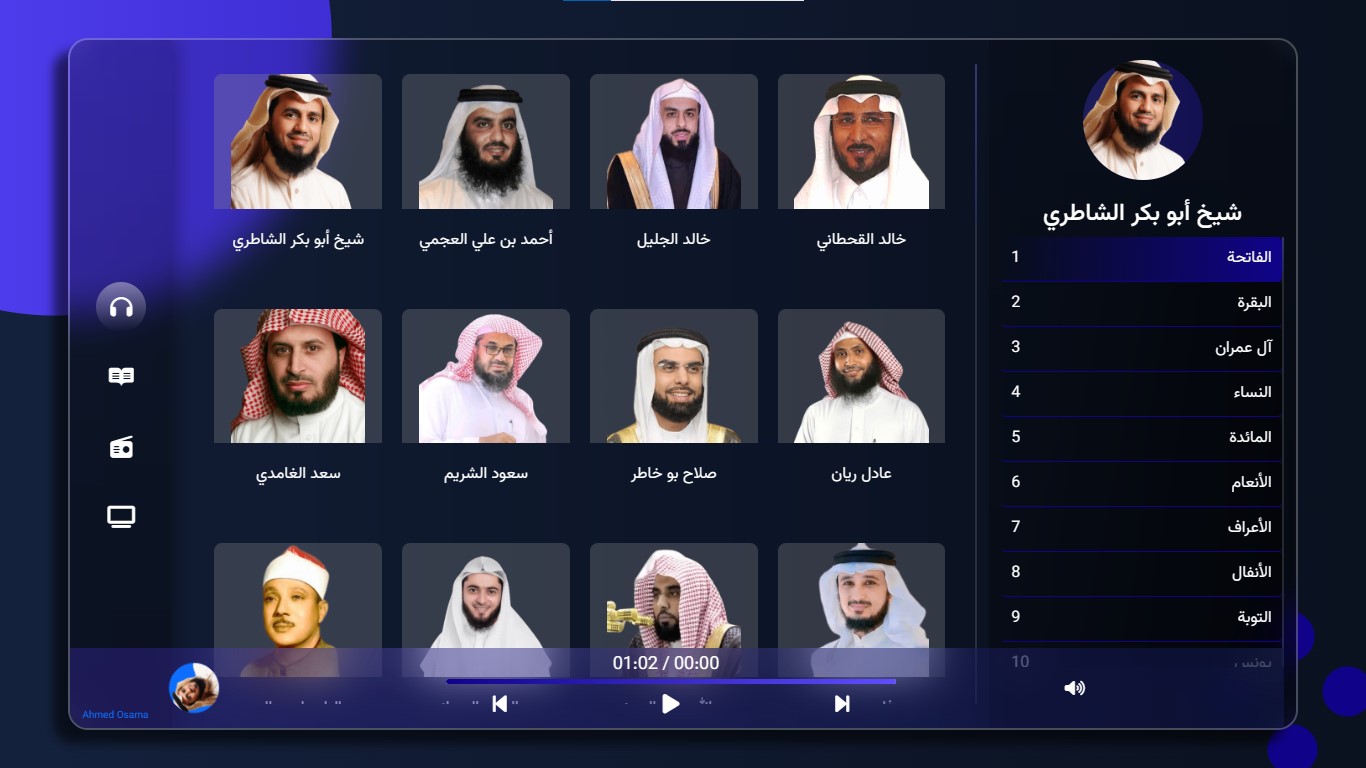 شيخ أبو بكر الشاطري
أحمد بن علي العجمي
خالد الجليل
خالد القحطاني
سعد الغامدي
سعود الشريم
صلاح بو خاطر
عادل ريان
شيخ أبو بكر الشاطري
1 الفاتحة
2 البقرة
3 آل عمران
4 النساء
5 المائدة
6 الأنعام
7 الأعراف
8 الأنفال
9 التوبة
10 يونس
01:02 / 00:00
Ahmed Osama